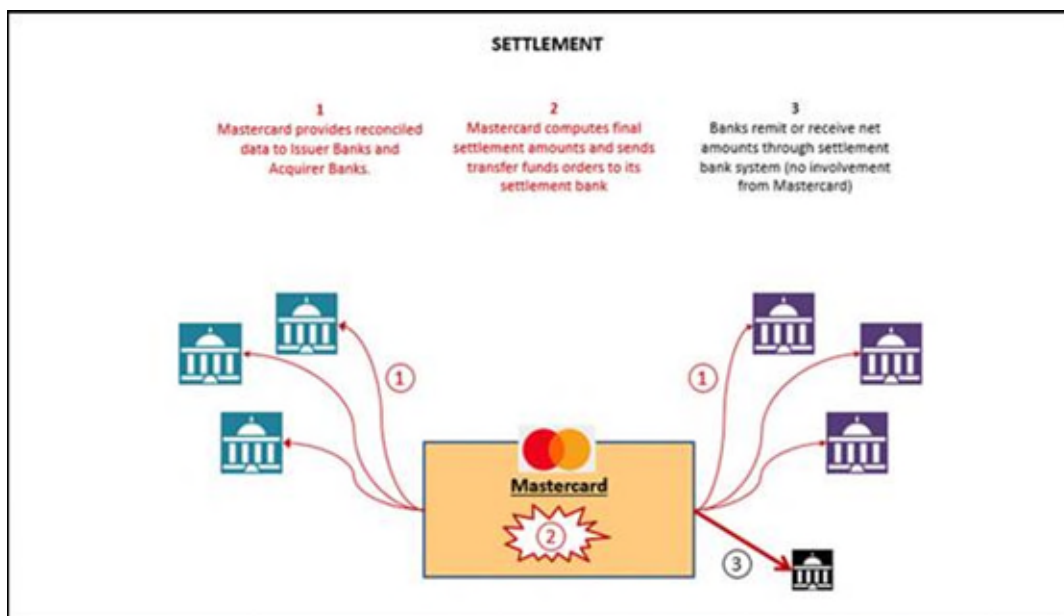 SETTLEMENT
1
Mastercard provides reconciled
data to Issuer Banks and
Acquirer Banks.
2
Mastercard computes final
settlement amounts and sends
transfer funds orders to its
settlement bank
3
Banks remit or receive net
amounts through settlement
bank system (no involvement
from Mastercard)
1
1
Mastercard
2
3